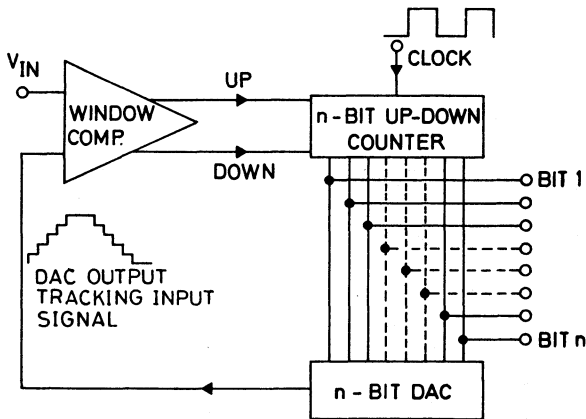 CLOCK
V_IN
UP
WINDOW
COMP.
n-BIT UP-DOWN
COUNTER
DOWN
BIT 1
DAC OUTPUT
TRACKING INPUT
SIGNAL
BIT n
n-BIT DAC